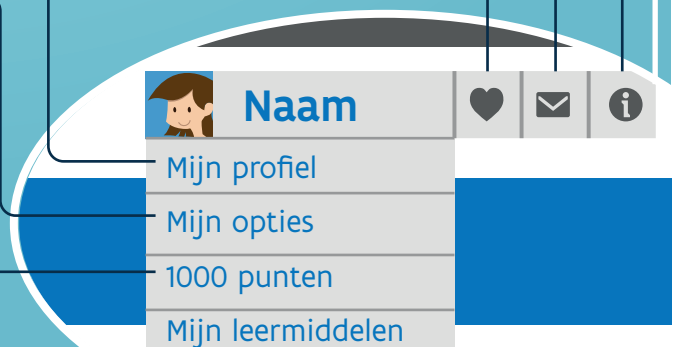 Naam
Mijn profiel
Mijn opties
1000 punten
Mijn leermiddelen